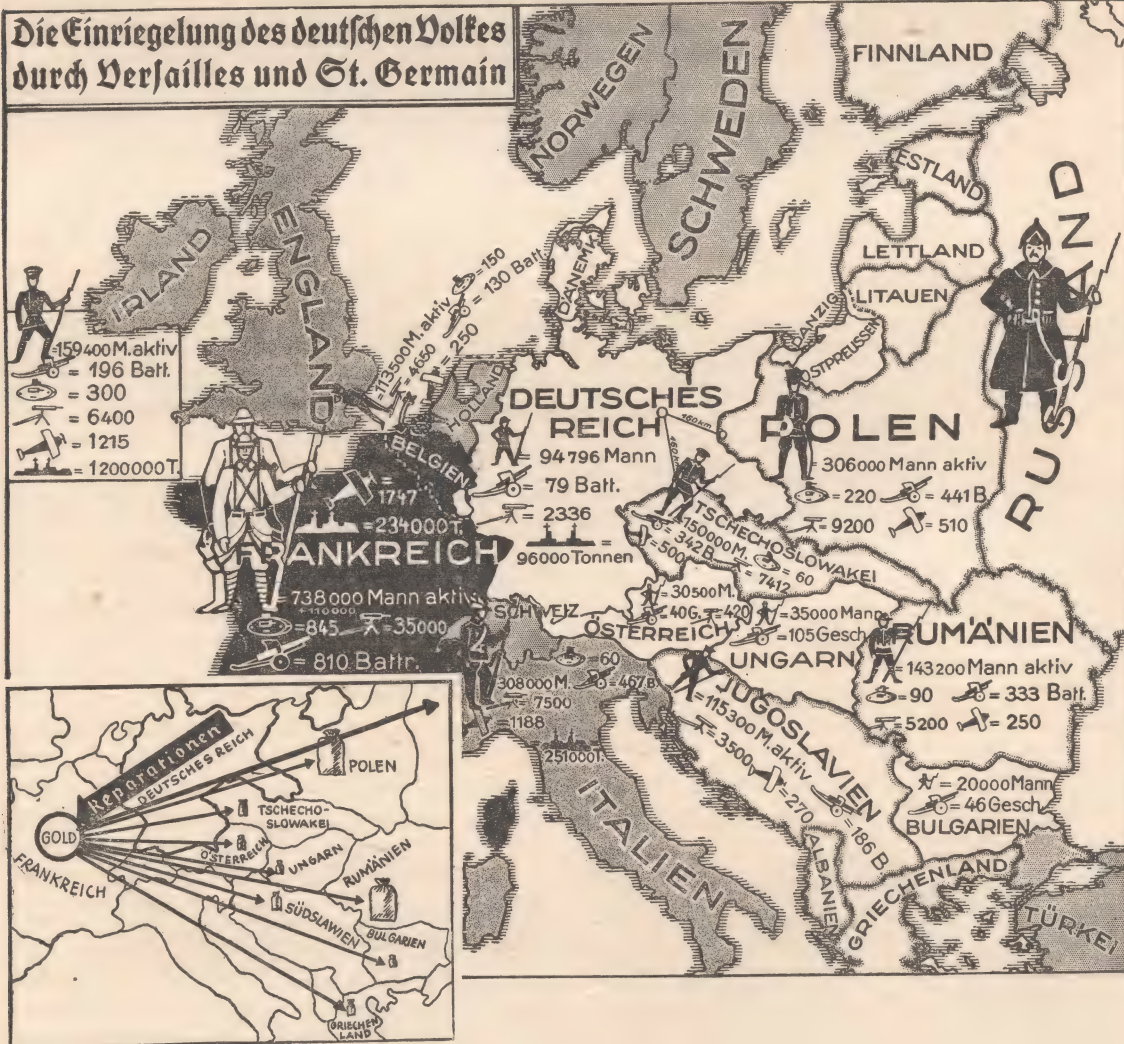 Die Einriegelung des deutschen Volkes
durch Versailles und St. Germain
NORWEGEN
SCHWEDEN
FINNLAND
ESTLAND
LETTLAND
LITAUEN
RUSSLAND
IRLAND
ENGLAND
=159400 M. aktiv
= 196 Batt.
= 300
= 6400
= 1215
= 1200000 T.
DÄNEMK.
=113500 M. aktiv
=150
=4650
=130 Batt.
=250
HOLLAND
BELGIEN
DANZIG
OSTPREUSSEN
DEUTSCHES
REICH
= 94796 Mann
= 79 Batt.
= 2336
=
96000 Tonnen
160 km
POLEN
=306000 Mann aktiv
=220
=441 B
=9200
=510
=
1747
=234000 T.
FRANKREICH
=738000 Mann aktiv
+110000
=845
=35000
= 810 Battr.
TSCHECHOSLOWAKEI
=150000 M.
=342 B
=60
=500
=7412
SCHWEIZ
=30500 M.
=40 G.
=420
ÖSTERREICH
=35000 Mann
=105 Gesch
UNGARN
RUMÄNIEN
=143200 Mann aktiv
=90
=333 Batt.
=5200
=250
=60
308000 M.
=467 B
=7500
=1188
251000 T.
ITALIEN
JUGOSLAVIEN
=115300 M. aktiv
=3500
=270
=186 B
= 20000 Mann
=46 Gesch.
BULGARIEN
ALBANIEN
GRIECHENLAND
TÜRKEI
Reparationen
DEUTSCHES REICH
GOLD
FRANKREICH
POLEN
TSCHECHO-
SLOWAKEI
ÖSTERREICH
UNGARN
RUMÄNIEN
SÜDSLAWIEN
BULGARIEN
GRIECHEN
LAND